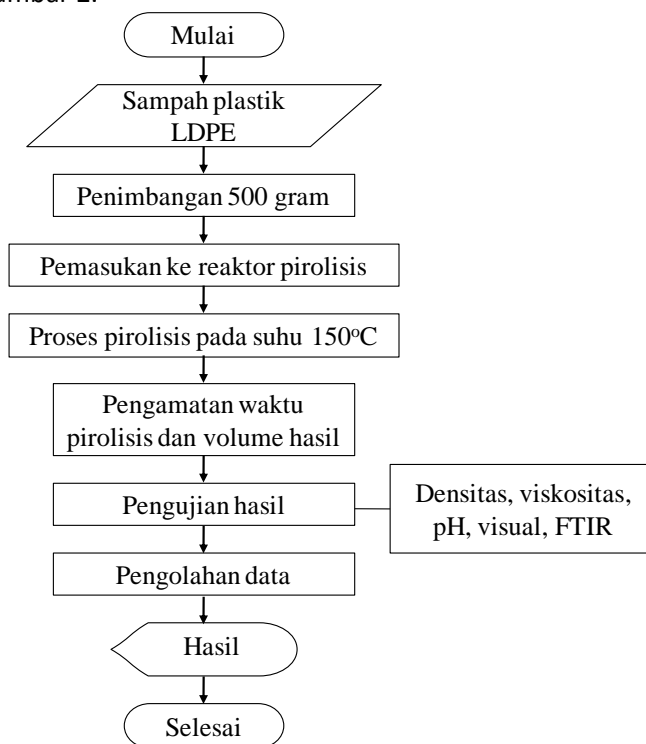 Mulai
Sampah plastik
LDPE
Penimbangan 500 gram
Pemasukan ke reaktor pirolisis
Proses pirolisis pada suhu 150°C
Pengamatan waktu
pirolisis dan volume hasil
Pengujian hasil
Densitas, viskositas,
pH, visual, FTIR
Pengolahan data
Hasil
Selesai